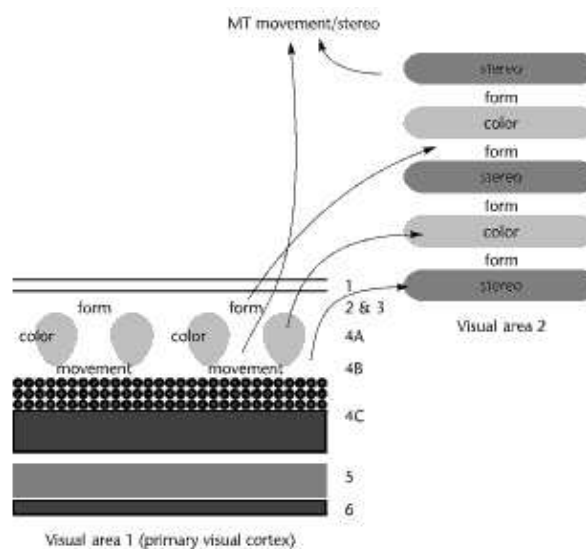 MT movement/stereo
stereo
form
color
form
stereo
form
color
form
stereo
Visual area 2
1
form form 2 & 3
color color 4A
movement movement 4B
4C
5
6
Visual area 1 (primary visual cortex)